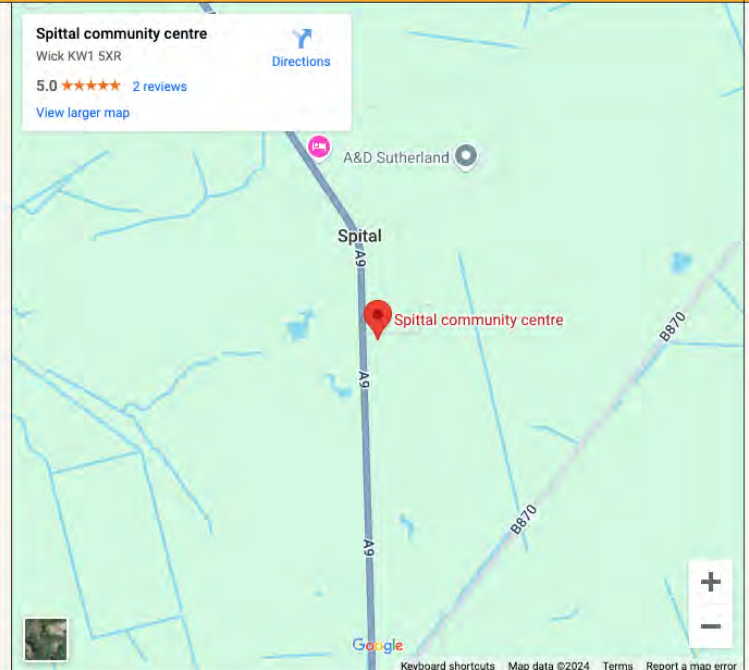 Spittal community centre
Wick KW1 5XR
Directions
5.0 ★★★★★ 2 reviews
View larger map
A&D Sutherland
Spital
A9
Spittal community centre
B870
A9
B870
A9
Google
+
−
Keyboard shortcuts Map data ©2024 Terms Report a map error